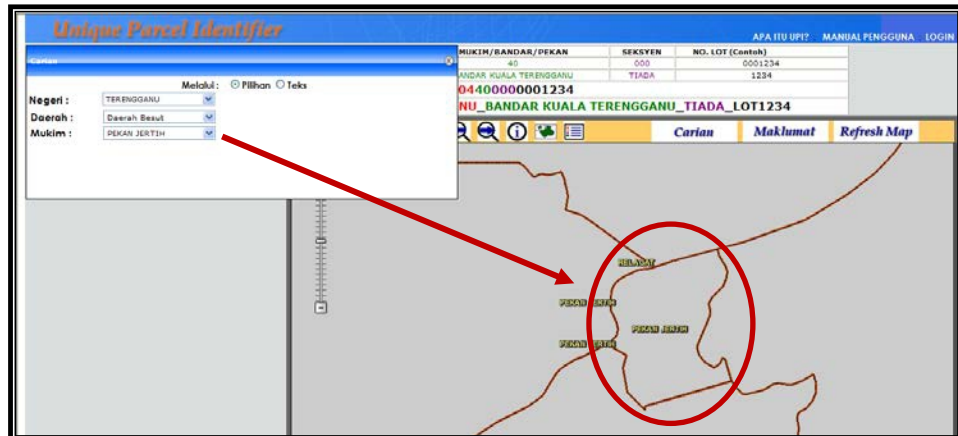 Unique Parcel Identifier
APA ITU UPI? MANUAL PENGGUNA LOGIN
Carian
Melalui : Pilihan Teks
Negeri : TERENGGANU
Daerah : Daerah Besut
Mukim : PEKAN JERTIH
MUKIM/BANDAR/PEKAN SEKSYEN NO. LOT (Contoh)
40 000 0001234
ANDAR KUALA TERENGGANU TIADA 1234
04400000001234
NU_BANDAR KUALA TERENGGANU_TIADA_LOT1234
Carian Maklumat Refresh Map
KELAGAT
PEKAN JERTIH
PEKAN JERTIH
PEKAN JERTIH